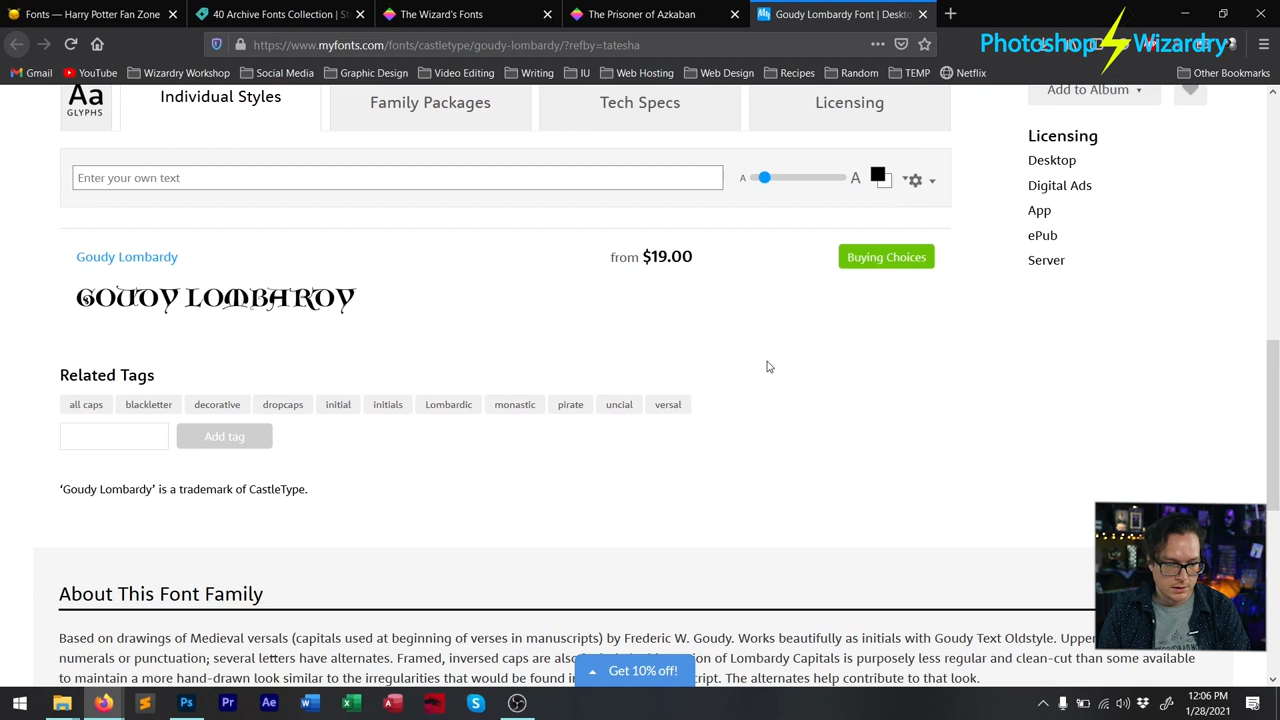 Fonts — Harry Potter Fan Zone
40 Archive Fonts Collection | St
The Wizard's Fonts
The Prisoner of Azkaban
Goudy Lombardy Font | Deskto
https://www.myfonts.com/fonts/castletype/goudy-lombardy/?refby=tatesha
Photoshop Wizardry
Gmail
YouTube
Wizardry Workshop
Social Media
Graphic Design
Video Editing
Writing
IU
Web Hosting
Web Design
Recipes
Random
TEMP
Netflix
Other Bookmarks
Aa
GLYPHS
Individual Styles
Family Packages
Tech Specs
Licensing
Add to Album
Licensing
Desktop
Digital Ads
App
ePub
Server
Enter your own text
A
A
Goudy Lombardy
from $19.00
Buying Choices
GOUDY LOMBARDY
Related Tags
all caps
blackletter
decorative
dropcaps
initial
initials
Lombardic
monastic
pirate
uncial
versal
Add tag
‘Goudy Lombardy’ is a trademark of CastleType.
About This Font Family
Based on drawings of Medieval versals (capitals used at beginning of verses in manuscripts) by Frederic W. Goudy. Works beautifully as initials with Goudy Text Oldstyle.
numerals or punctuation; several letters have alternates. Framed, inversed caps are on of Lombardy Capitals is purposely less regular and clean-cut than some available
to maintain a more hand-drawn look similar to the irregularities that would be found cript. The alternates help contribute to that look.
Get 10% off!
12:06 PM
1/28/2021